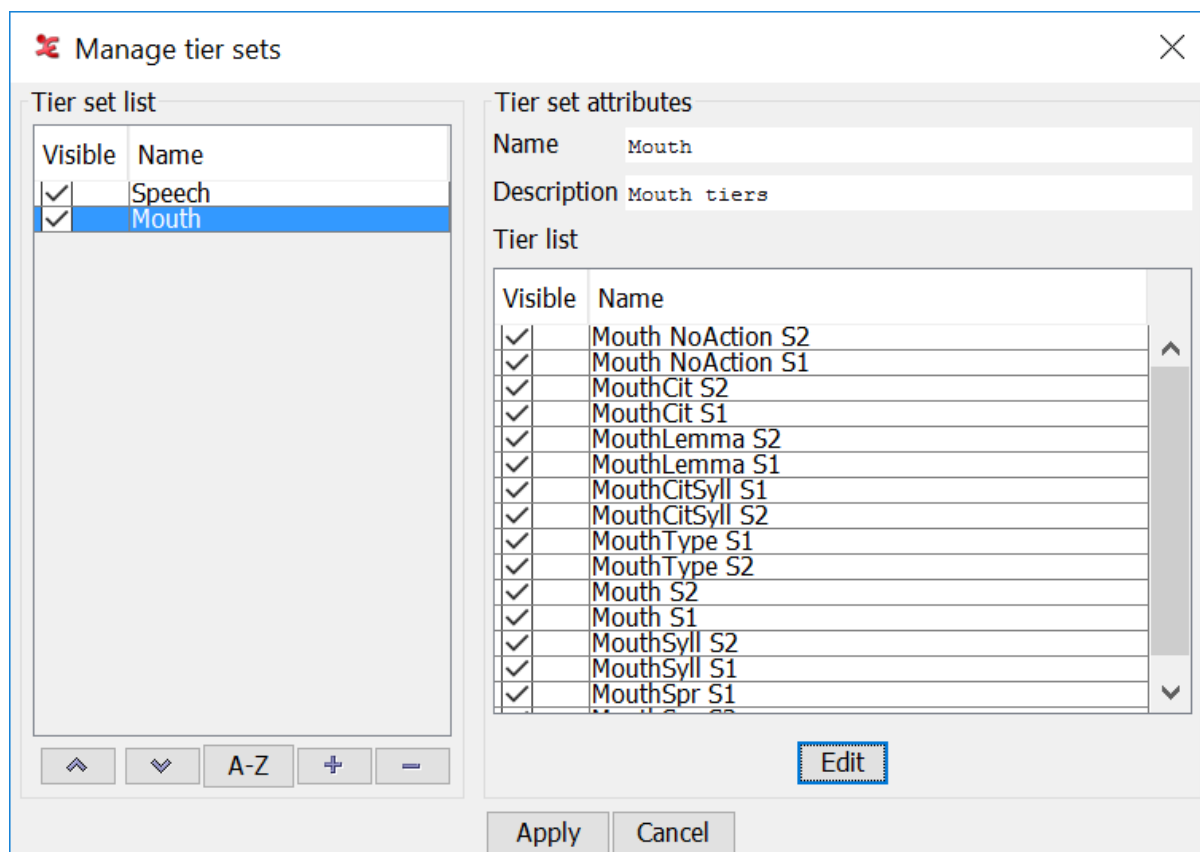 Manage tier sets
Tier set list
Visible Name
Speech
Mouth
A-Z
Tier set attributes
Name Mouth
Description Mouth tiers
Tier list
Visible Name
Mouth NoAction S2
Mouth NoAction S1
MouthCit S2
MouthCit S1
MouthLemma S2
MouthLemma S1
MouthCitSyll S1
MouthCitSyll S2
MouthType S1
MouthType S2
Mouth S2
Mouth S1
MouthSyll S2
MouthSyll S1
MouthSpr S1
Edit
Apply Cancel